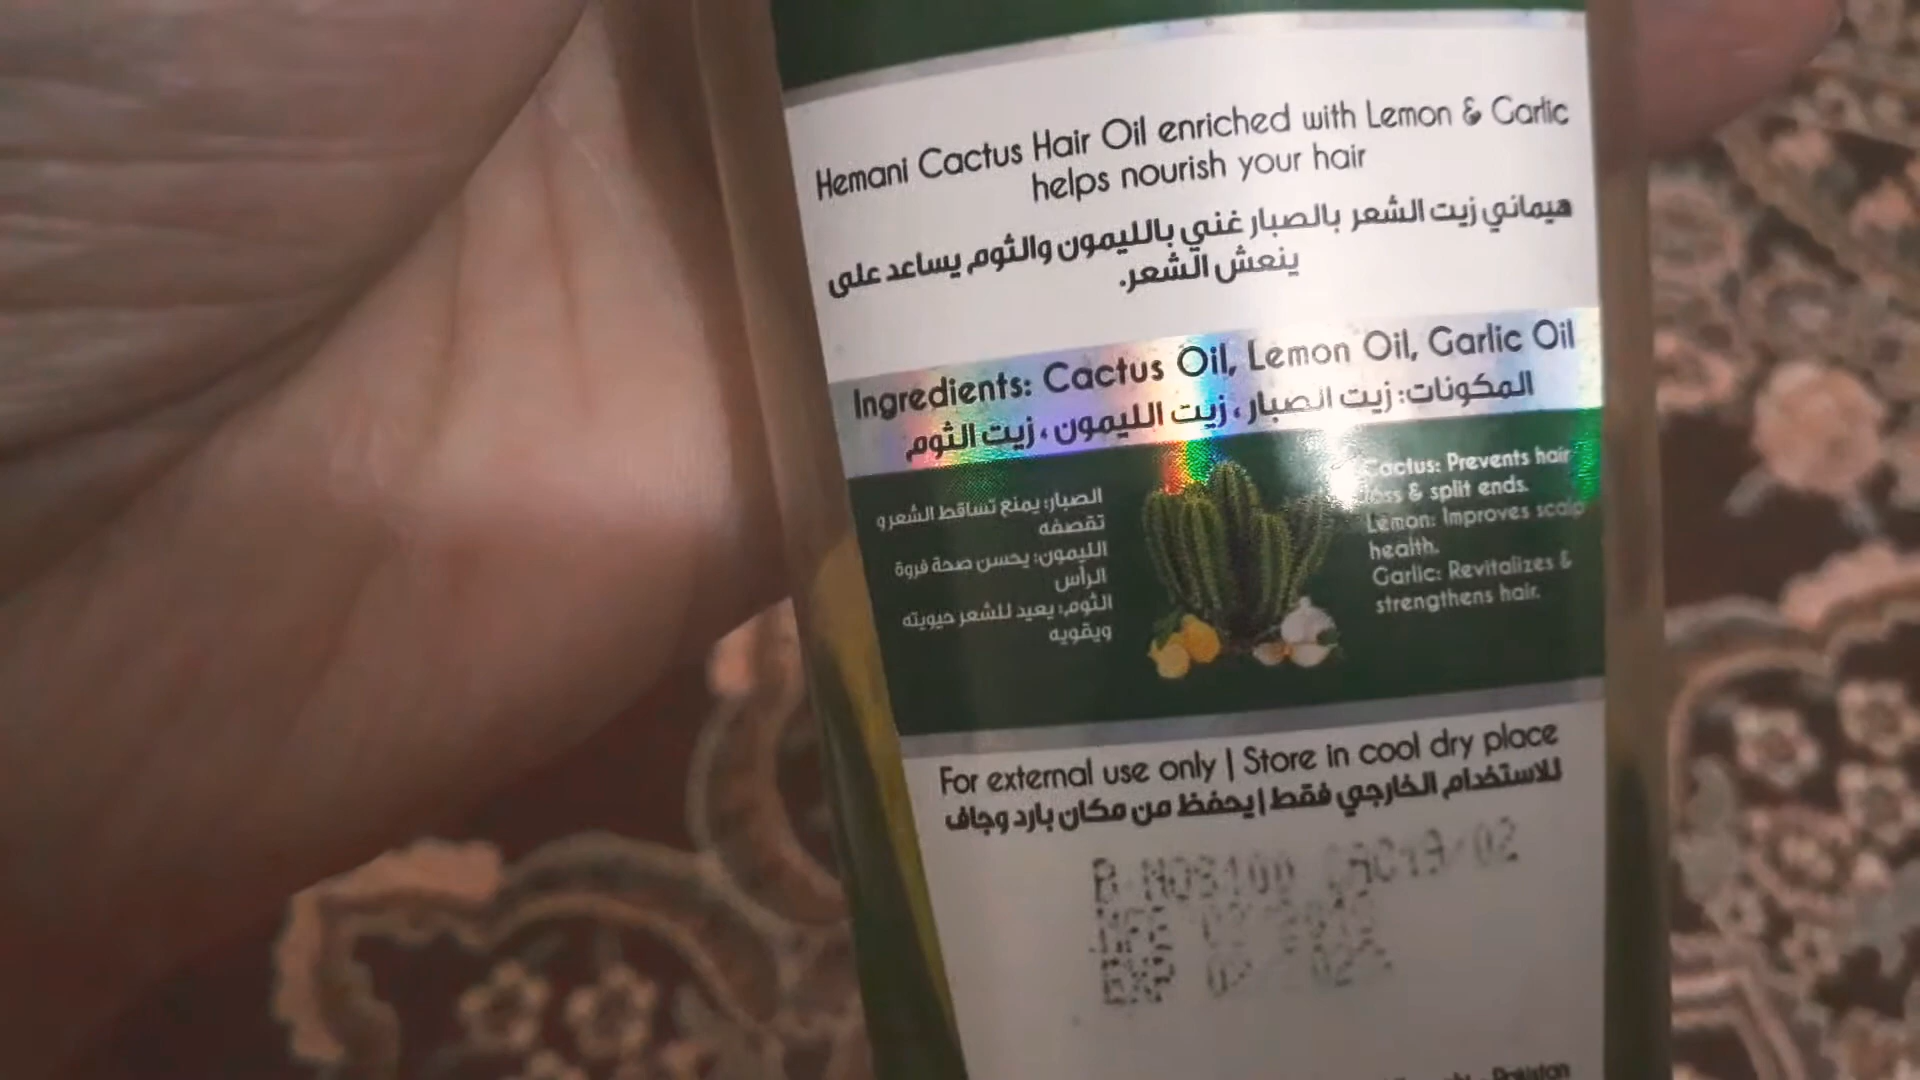 Hemani Cactus Hair Oil enriched with Lemon & Garlic
helps nourish your hair
هيماني زيت الشعر بالصبار غني بالليمون والثوم يساعد على
ينعش الشعر.
Ingredients: Cactus Oil, Lemon Oil, Garlic Oil
المكونات: زيت الصبار، زيت الليمون، زيت الثوم
الصبار: يمنع تساقط الشعر و
تقصفه
الليمون: يحسن صحة فروة
الرأس
الثوم: يعيد للشعر حيويته
ويقويه
Cactus: Prevents hair
loss & split ends.
Lemon: Improves scalp
health.
Garlic: Revitalizes &
strengthens hair.
For external use only | Store in cool dry place
للاستخدام الخارجي فقط | يحفظ من مكان بارد وجاف
EXP
Pakistan